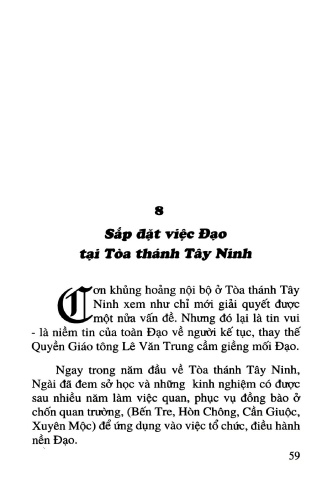 8
Sắp đặt việc Đạo
tại Tòa thánh Tây Ninh
Cơn khủng hoảng nội bộ ở Tòa thánh Tây
Ninh xem như chỉ mới giải quyết được
một nửa vấn đề. Nhưng đó lại là tin vui
- là niềm tin của toàn Đạo về người kế tục, thay thế
Quyền Giáo tông Lê Văn Trung cầm giềng mối Đạo.
Ngay trong năm đầu về Tòa thánh Tây Ninh,
Ngài đã đem sở học và những kinh nghiệm có được
sau nhiều năm làm việc quan, phục vụ đồng bào ở
chốn quan trường, (Bến Tre, Hòn Chông, Cần Giuộc,
Xuyên Mộc) để ứng dụng vào việc tổ chức, điều hành
nền Đạo.
59